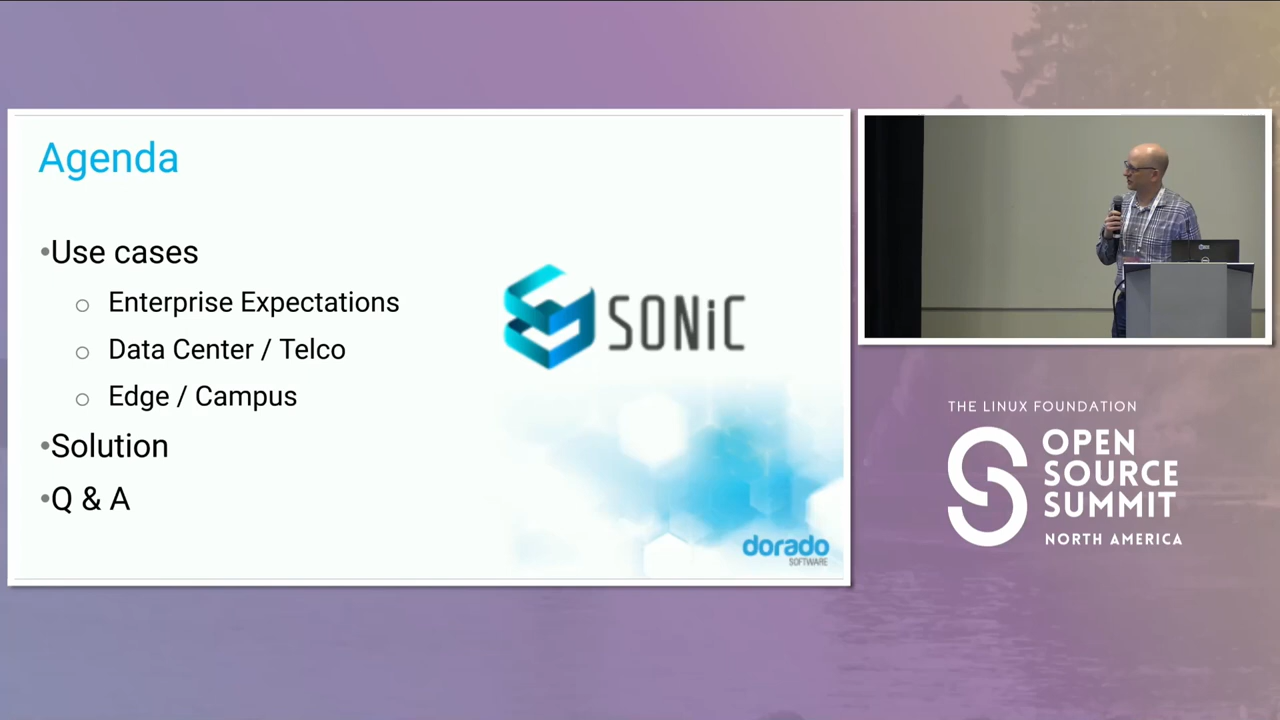 Agenda
•Use cases
○ Enterprise Expectations
○ Data Center / Telco
○ Edge / Campus
•Solution
•Q & A
SONiC
dorado
SOFTWARE
THE LINUX FOUNDATION
OPEN
SOURCE
SUMMIT
NORTH AMERICA